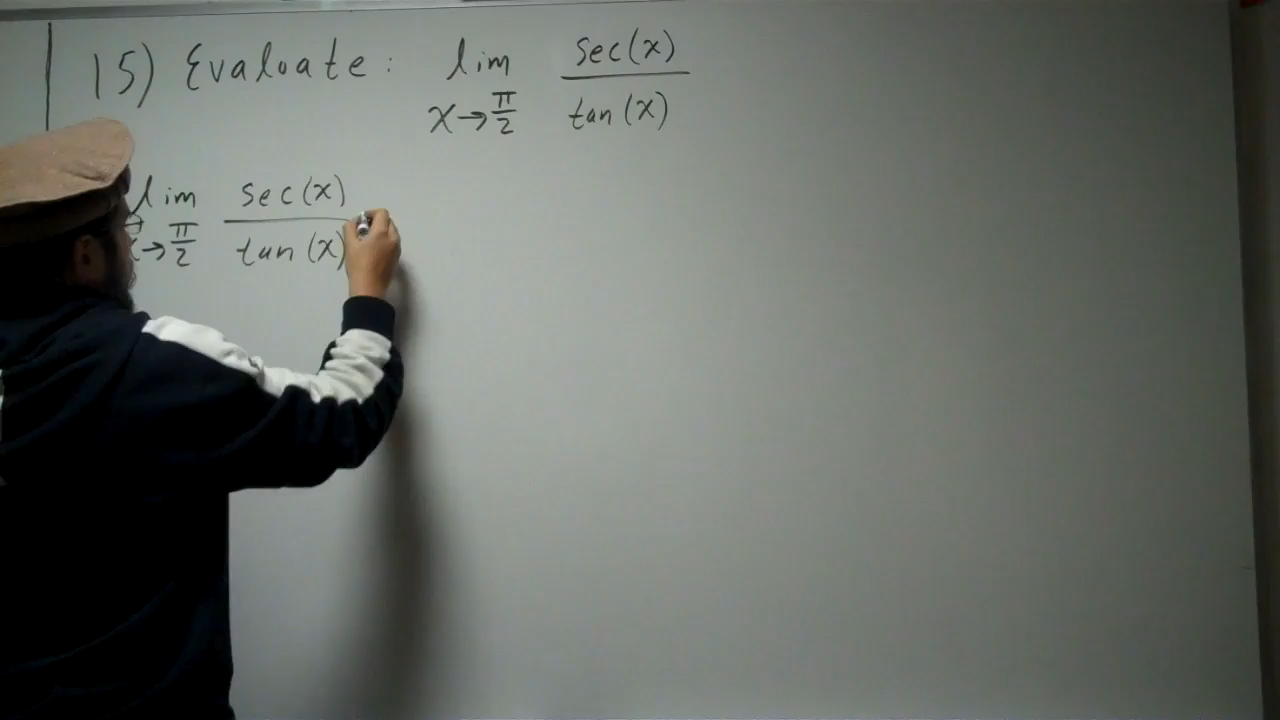 15) Evaluate: lim sec(x)
x→π/2 tan(x)
lim sec(x)
x→π/2 tan(x)